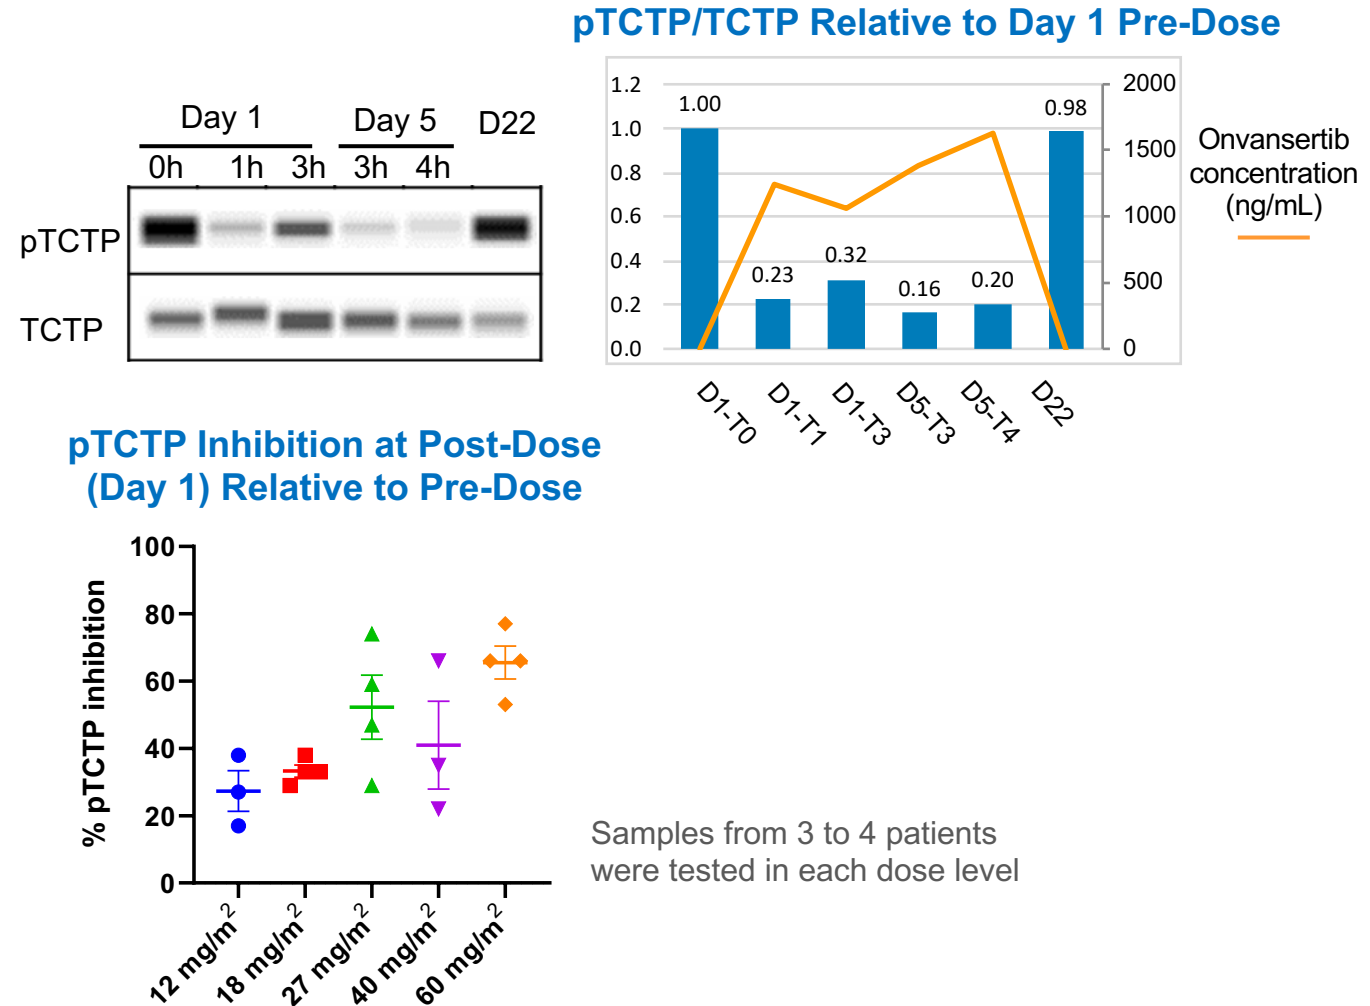 pTCTP/TCTP Relative to Day 1 Pre-Dose
Day 1 Day 5 D22
0h 1h 3h 3h 4h
pTCTP
TCTP
1.2
1.0
0.8
0.6
0.4
0.2
0.0
1.00
0.23
0.32
0.16
0.20
0.98
2000
1500
1000
500
0
D1-T0
D1-T1
D1-T3
D5-T3
D5-T4
D22
Onvansertib
concentration
(ng/mL)
pTCTP Inhibition at Post-Dose
(Day 1) Relative to Pre-Dose
% pTCTP inhibition
100
80
60
40
20
0
12 mg/m²
18 mg/m²
27 mg/m²
40 mg/m²
60 mg/m²
Samples from 3 to 4 patients
were tested in each dose level